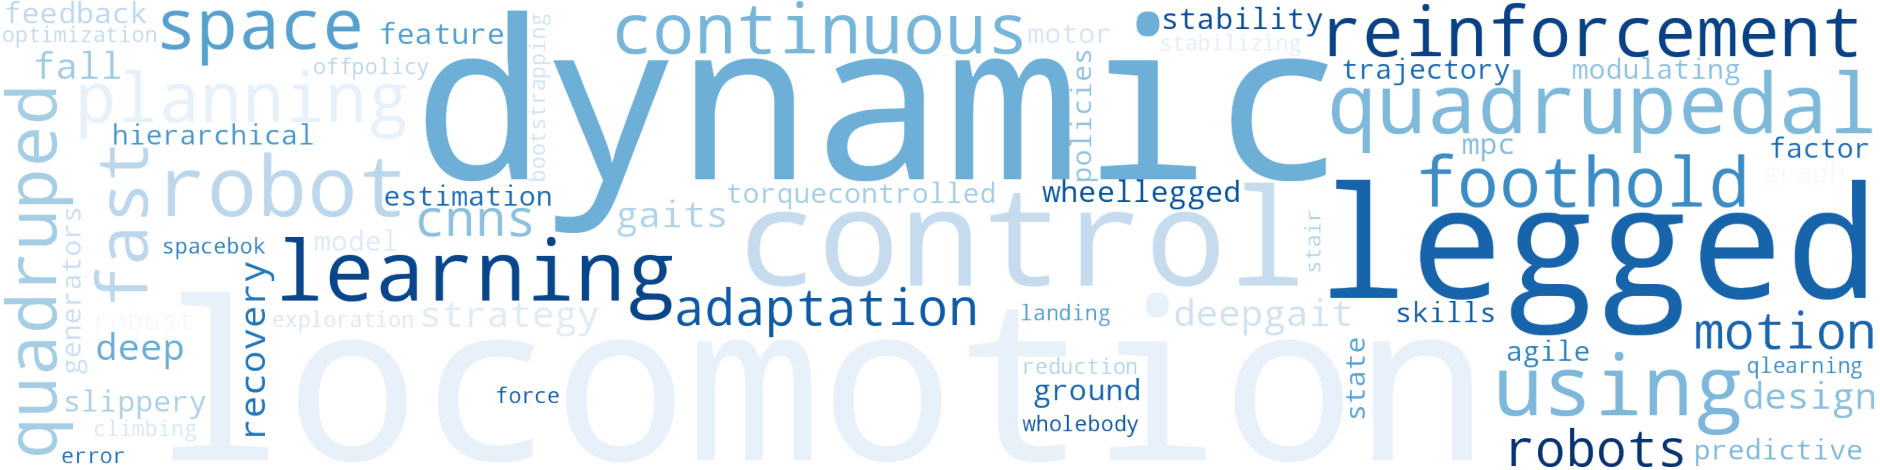 feedback
optimization
space
feature
bootstrapping
continuous
motor
stability
stabilizing
reinforcement
fall
offpolicy
planning
dynamic
policies
trajectory
modulating
quadrupedal
hierarchical
mpc
factor
graph
quadruped
fast
robot
estimation
cnns
gaits
torquecontrolled
wheellegged
foothold
legged
control
stair
generators
spacebok
model
learning
recovery
robust
exploration
strategy
adaptation
landing
deepgait
skills
motion
deep
locomotion
reduction
ground
state
agile
using
qlearning
design
slippery
climbing
force
wholebody
error
robots
predictive